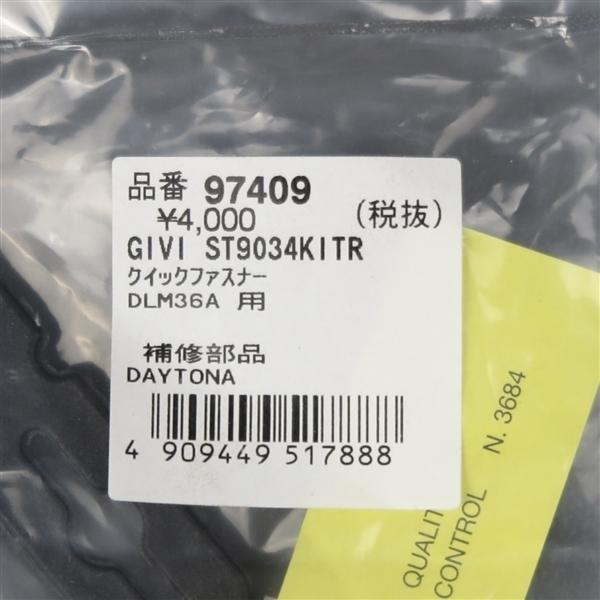 品番 97409
¥4,000 (税抜)
GIVI ST9034KITR
クイックファスナー
DLM36A 用
補修部品
DAYTONA
4 909449 517888
QUALIT
CONTROL N. 3684